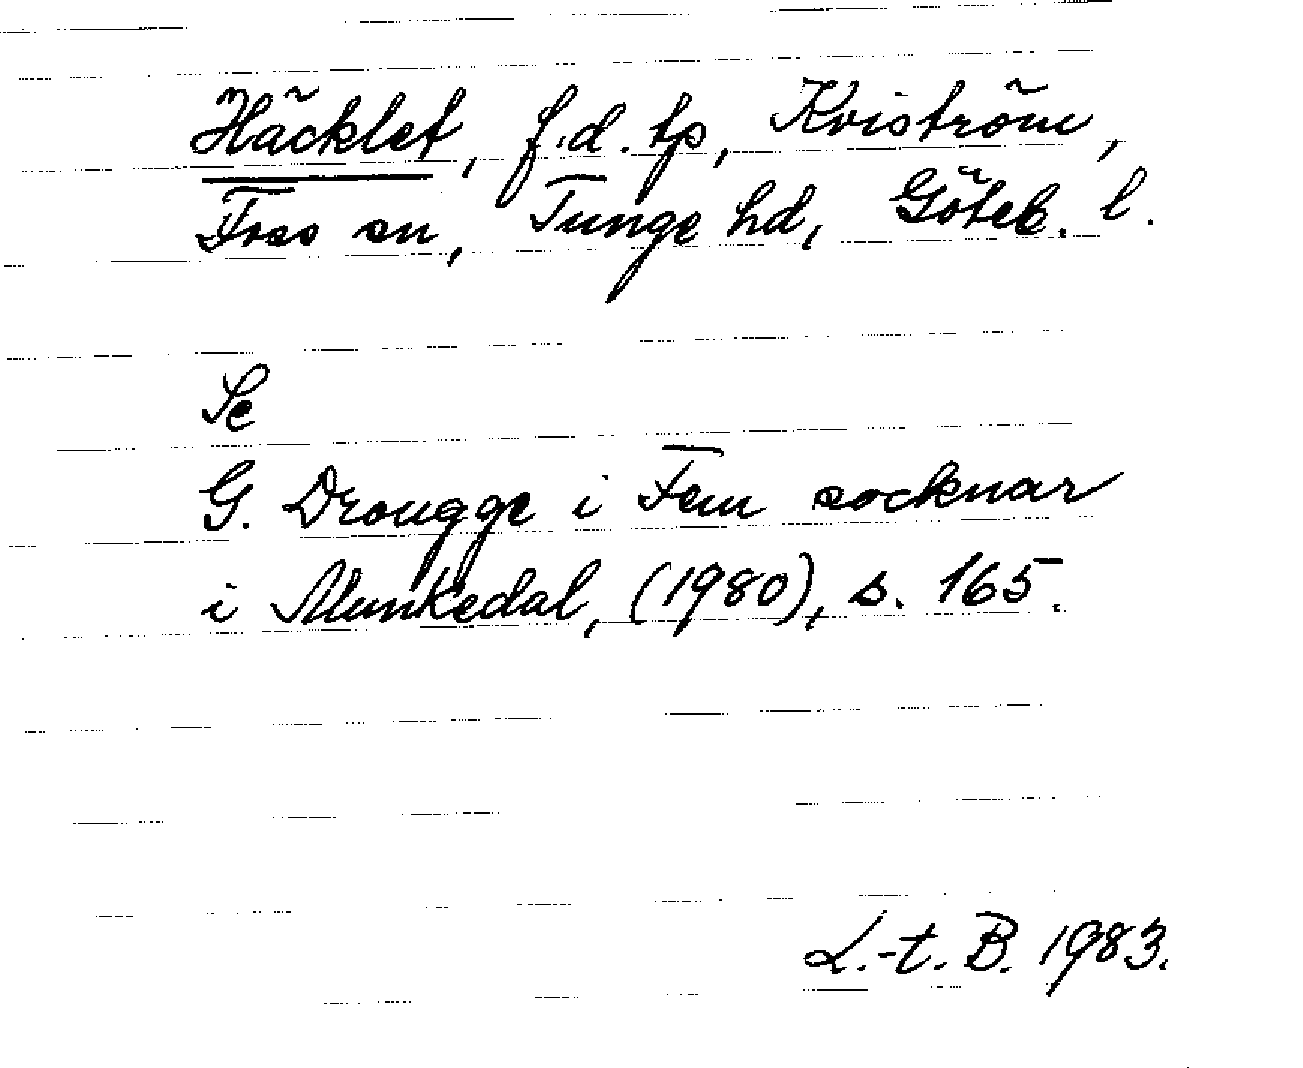 Häcklet, f.d. tp, Kviström,
Foss sn, Tunge hd, Göteb. l.
Se
G. Drougge i Fem socknar
i Munkedal, (1980), s. 165.
L.-t. B. 1983.